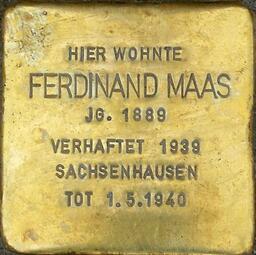 HIER WOHNTE
FERDINAND MAAS
JG. 1889
VERHAFTET 1939
SACHSENHAUSEN
TOT 1.5.1940